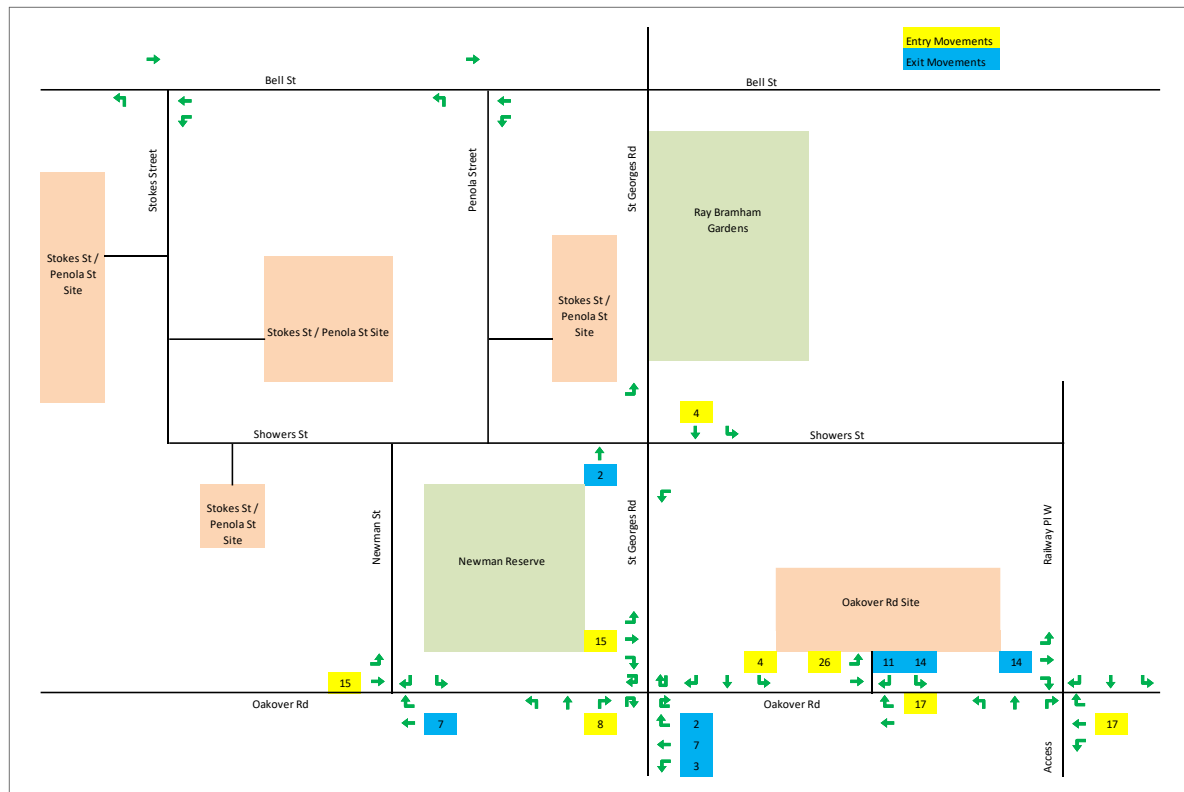 Entry Movements
Exit Movements
Bell St
Bell St
Stokes Street
Penola Street
St Georges Rd
Ray Bramham
Gardens
Stokes St /
Penola St
Site
Stokes St / Penola St Site
Stokes St /
Penola St
Site
4
Showers St
Showers St
2
Stokes St /
Penola St
Site
Newman St
Newman Reserve
St Georges Rd
Railway Pl W
Oakover Rd Site
15
4
26
11
14
14
15
Oakover Rd
Oakover Rd
17
7
8
2
17
7
3
Access